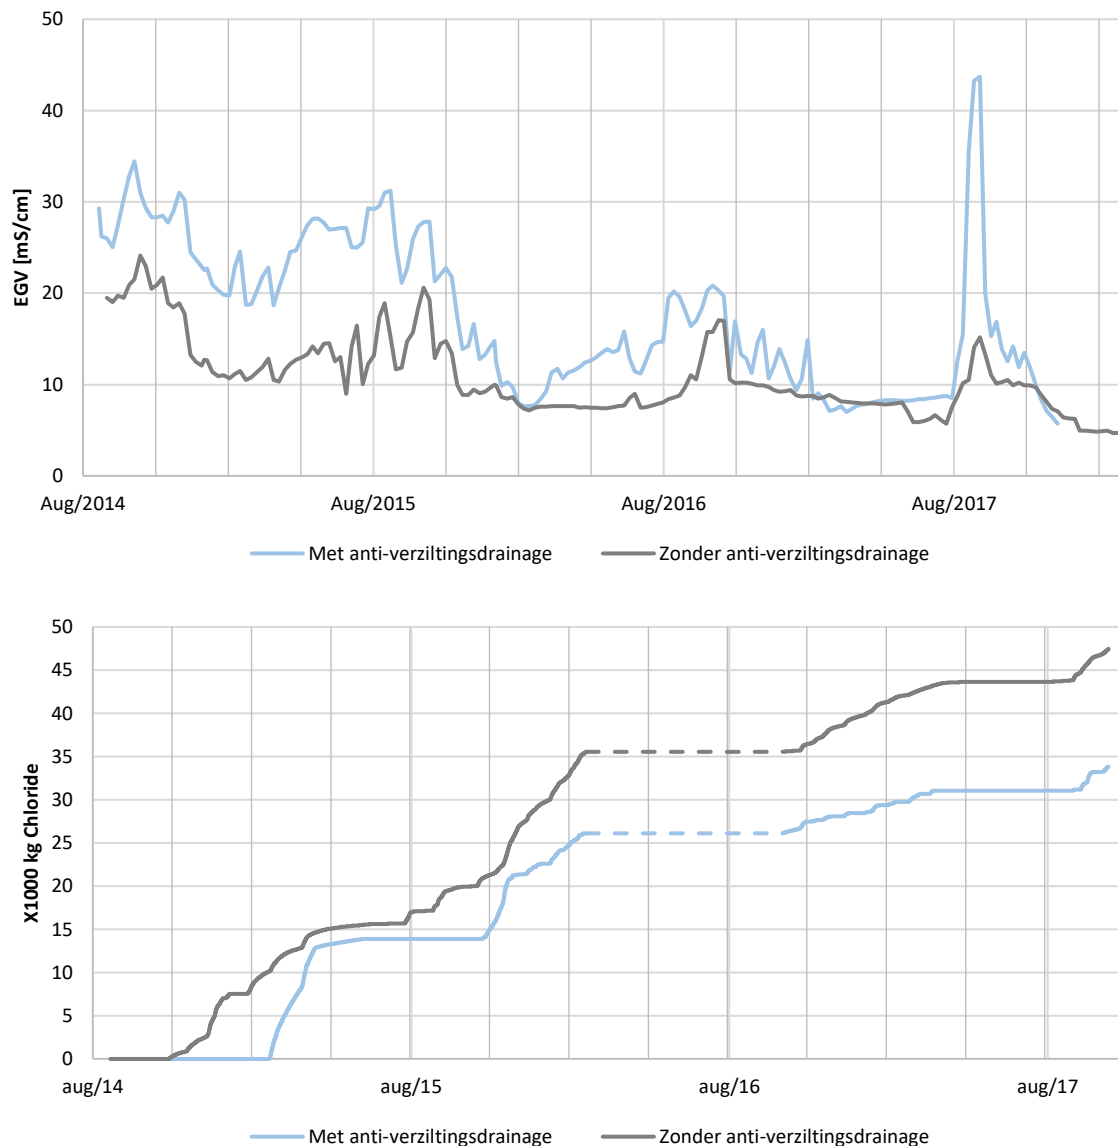 50
40
30
20
10
0
EGV [mS/cm]
Aug/2014 Aug/2015 Aug/2016 Aug/2017
Met anti-verziltingsdrainage Zonder anti-verziltingsdrainage
50
45
40
35
30
25
20
15
10
5
0
X1000 kg Chloride
aug/14 aug/15 aug/16 aug/17
Met anti-verziltingsdrainage Zonder anti-verziltingsdrainage